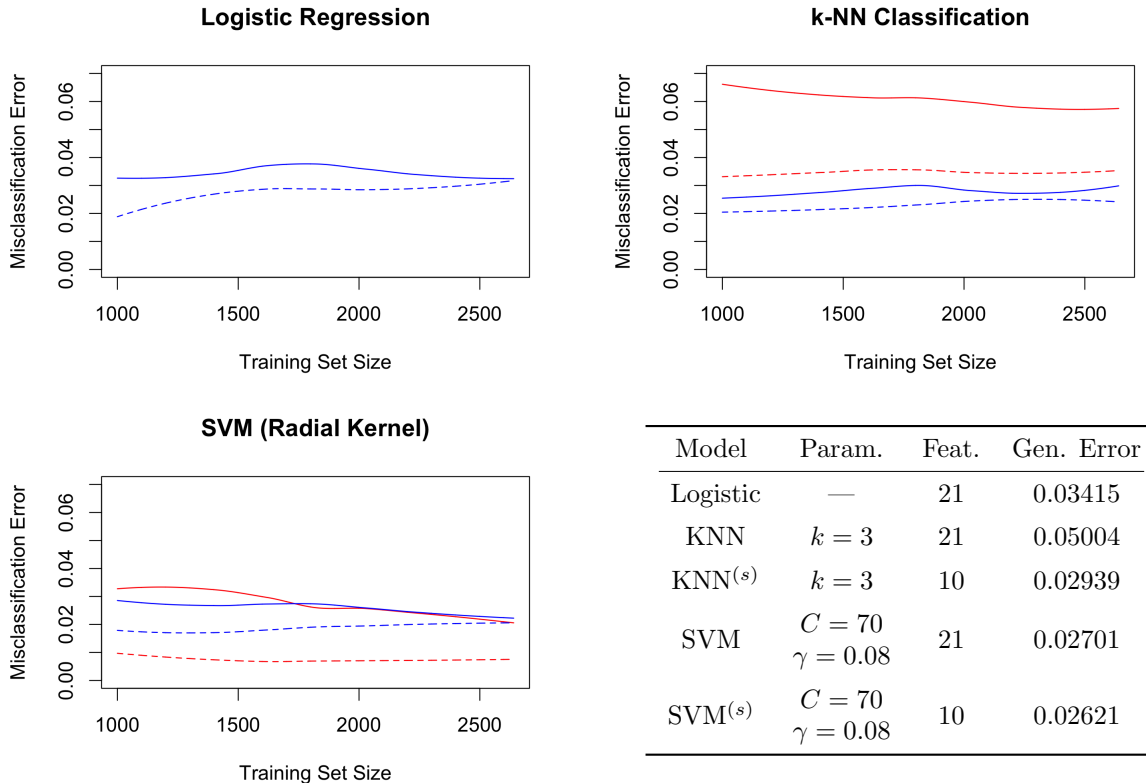 Logistic Regression
Misclassification Error
0.00 0.02 0.04 0.06
1000 1500 2000 2500
Training Set Size
k-NN Classification
Misclassification Error
0.00 0.02 0.04 0.06
1000 1500 2000 2500
Training Set Size
SVM (Radial Kernel)
Misclassification Error
0.00 0.02 0.04 0.06
1000 1500 2000 2500
Training Set Size
Model Param. Feat. Gen. Error
Logistic — 21 0.03415
KNN k = 3 21 0.05004
KNN(s) k = 3 10 0.02939
SVM C = 70 γ = 0.08 21 0.02701
SVM(s) C = 70 γ = 0.08 10 0.02621